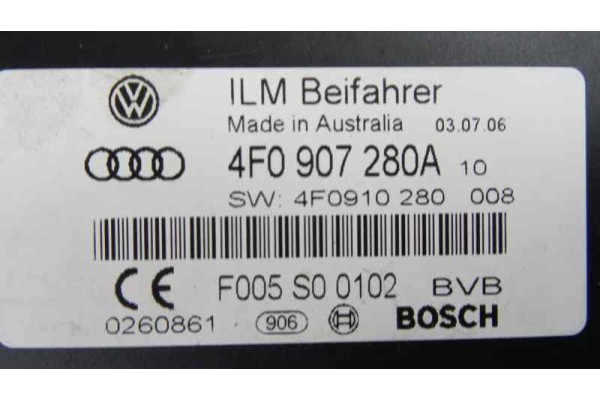 ILM Beifahrer
Made in Australia 03.07.06
4F0 907 280A 10
SW: 4F0910 280 008
CE F005 S0 0102 BVB
0260861 906 BOSCH